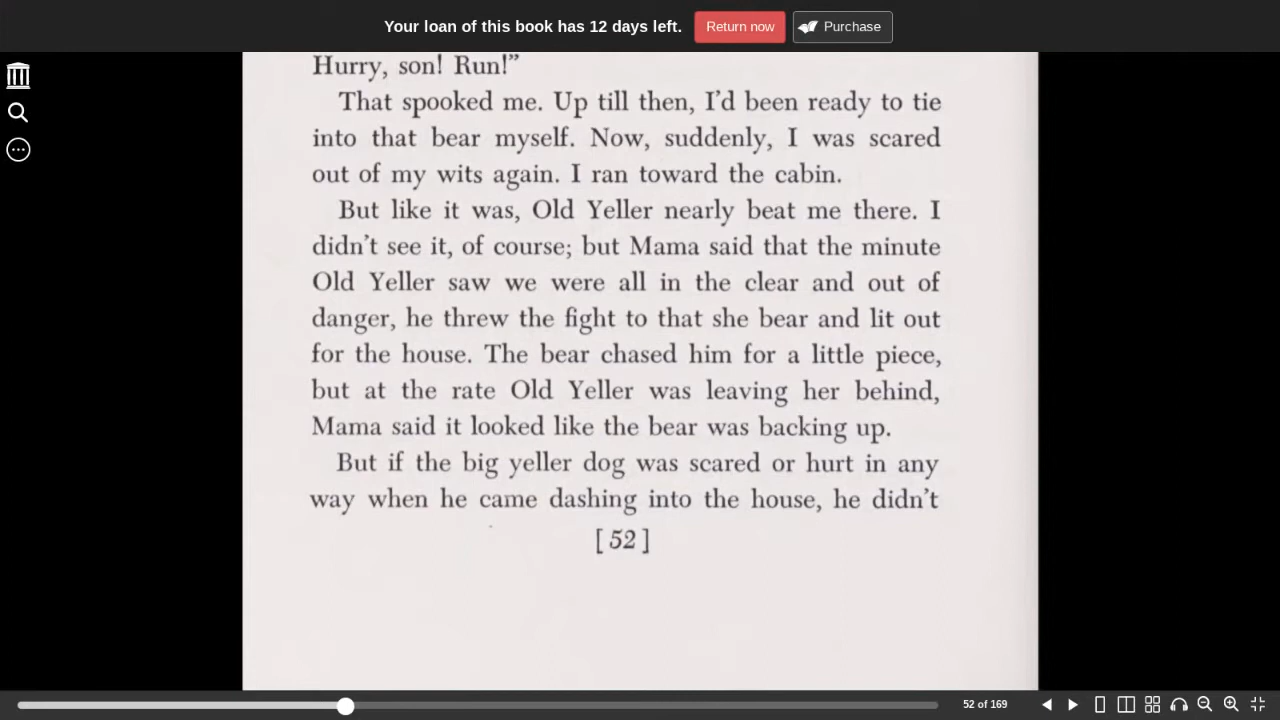 Your loan of this book has 12 days left. Return now Purchase
Hurry, son! Run!”
That spooked me. Up till then, I’d been ready to tie
into that bear myself. Now, suddenly, I was scared
out of my wits again. I ran toward the cabin.
But like it was, Old Yeller nearly beat me there. I
didn’t see it, of course; but Mama said that the minute
Old Yeller saw we were all in the clear and out of
danger, he threw the fight to that she bear and lit out
for the house. The bear chased him for a little piece,
but at the rate Old Yeller was leaving her behind,
Mama said it looked like the bear was backing up.
But if the big yeller dog was scared or hurt in any
way when he came dashing into the house, he didn’t
[ 52 ]
52 of 169